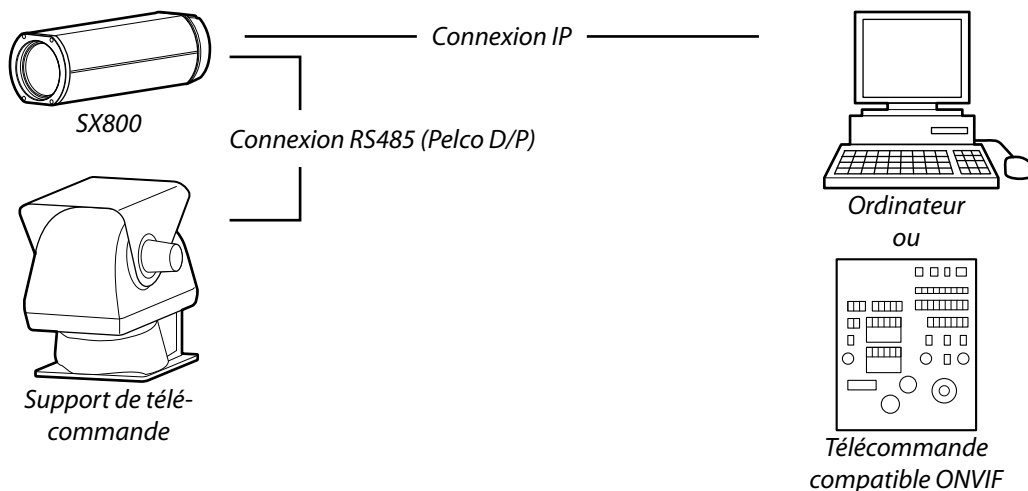 Connexion IP
SX800
Connexion RS485 (Pelco D/P)
Support de télé-
commande
Ordinateur
ou
Télécommande
compatible ONVIF